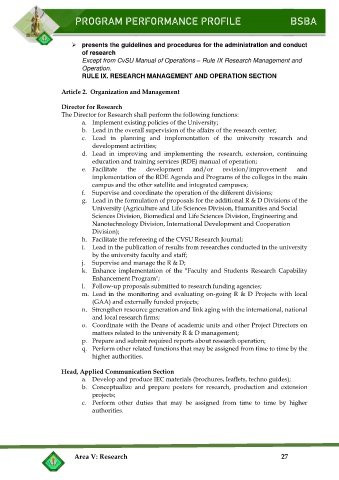 PROGRAM PERFORMANCE PROFILE BSBA
➢ presents the guidelines and procedures for the administration and conduct
of research
Except from CvSU Manual of Operations – Rule IX Research Management and
Operation.
RULE IX. RESEARCH MANAGEMENT AND OPERATION SECTION
Article 2. Organization and Management
Director for Research
The Director for Research shall perform the following functions:
a. Implement existing policies of the University;
b. Lead in the overall supervision of the affairs of the research center;
c. Lead in planning and implementation of the university research and
development activities;
d. Lead in improving and implementing the research, extension, continuing
education and training services (RDE) manual of operation;
e. Facilitate the development and/or revision/improvement and
implementation of the RDE Agenda and Programs of the colleges in the main
campus and the other satellite and integrated campuses;
f. Supervise and coordinate the operation of the different divisions;
g. Lead in the formulation of proposals for the additional R & D Divisions of the
University (Agriculture and Life Sciences Division, Humanities and Social
Sciences Division, Biomedical and Life Sciences Division, Engineering and
Nanotechnology Division, International Development and Cooperation
Division);
h. Facilitate the refereeing of the CVSU Research Journal;
i. Lead in the publication of results from researches conducted in the university
by the university faculty and staff;
j. Supervise and manage the R & D;
k. Enhance implementation of the "Faculty and Students Research Capability
Enhancement Program";
l. Follow-up proposals submitted to research funding agencies;
m. Lead in the monitoring and evaluating on-going R & D Projects with local
(GAA) and externally funded projects;
n. Strengthen resource generation and link aging with the international, national
and local research firms;
o. Coordinate with the Deans of academic units and other Project Directors on
matters related to the university R & D management;
p. Prepare and submit required reports about research operation;
q. Perform other related functions that may be assigned from time to time by the
higher authorities.
Head, Applied Communication Section
a. Develop and produce IEC materials (brochures, leaflets, techno guides);
b. Conceptualize and prepare posters for research, production and extension
projects;
c. Perform other duties that may be assigned from time to time by higher
authorities.
Area V: Research 27